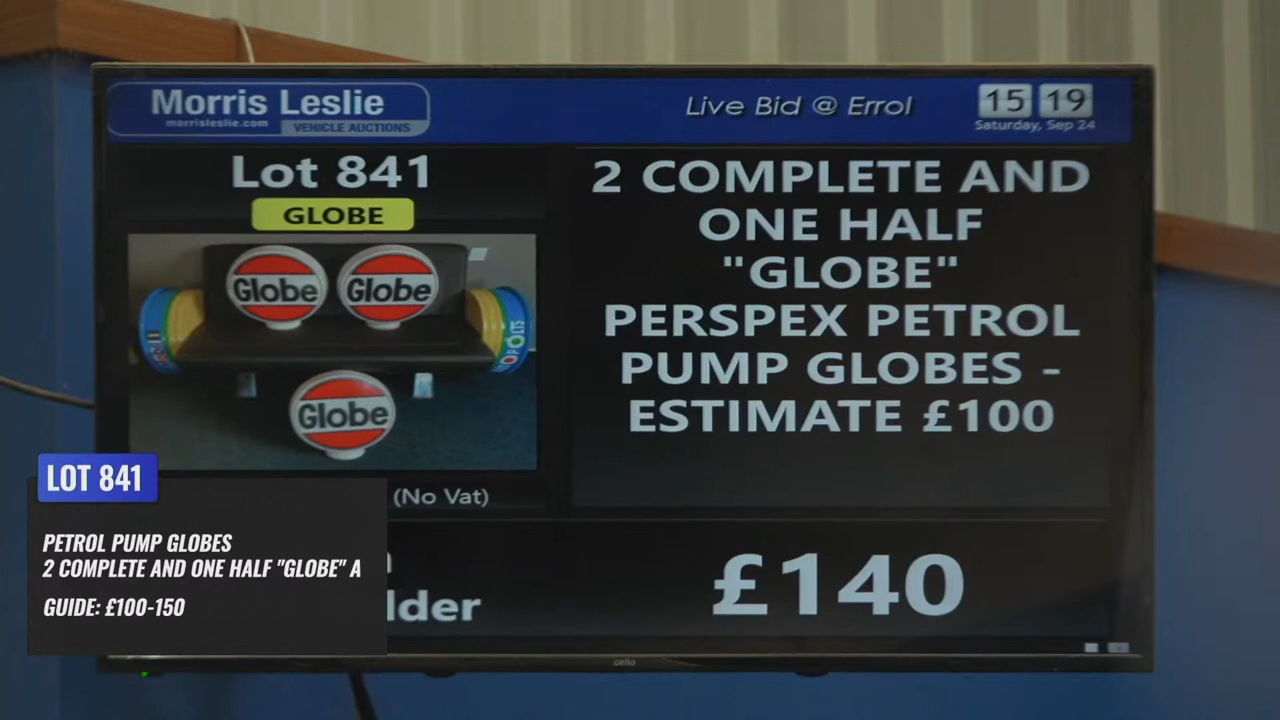 Morris Leslie
morrisleslie.com
VEHICLE AUCTIONS
Live Bid @ Errol
15 19
Saturday, Sep 24
Lot 841
GLOBE
Globe
Globe
Globe
2 COMPLETE AND
ONE HALF
"GLOBE"
PERSPEX PETROL
PUMP GLOBES -
ESTIMATE £100
(No Vat)
lder
£140
cello
LOT 841
PETROL PUMP GLOBES
2 COMPLETE AND ONE HALF "GLOBE" A
GUIDE: £100-150